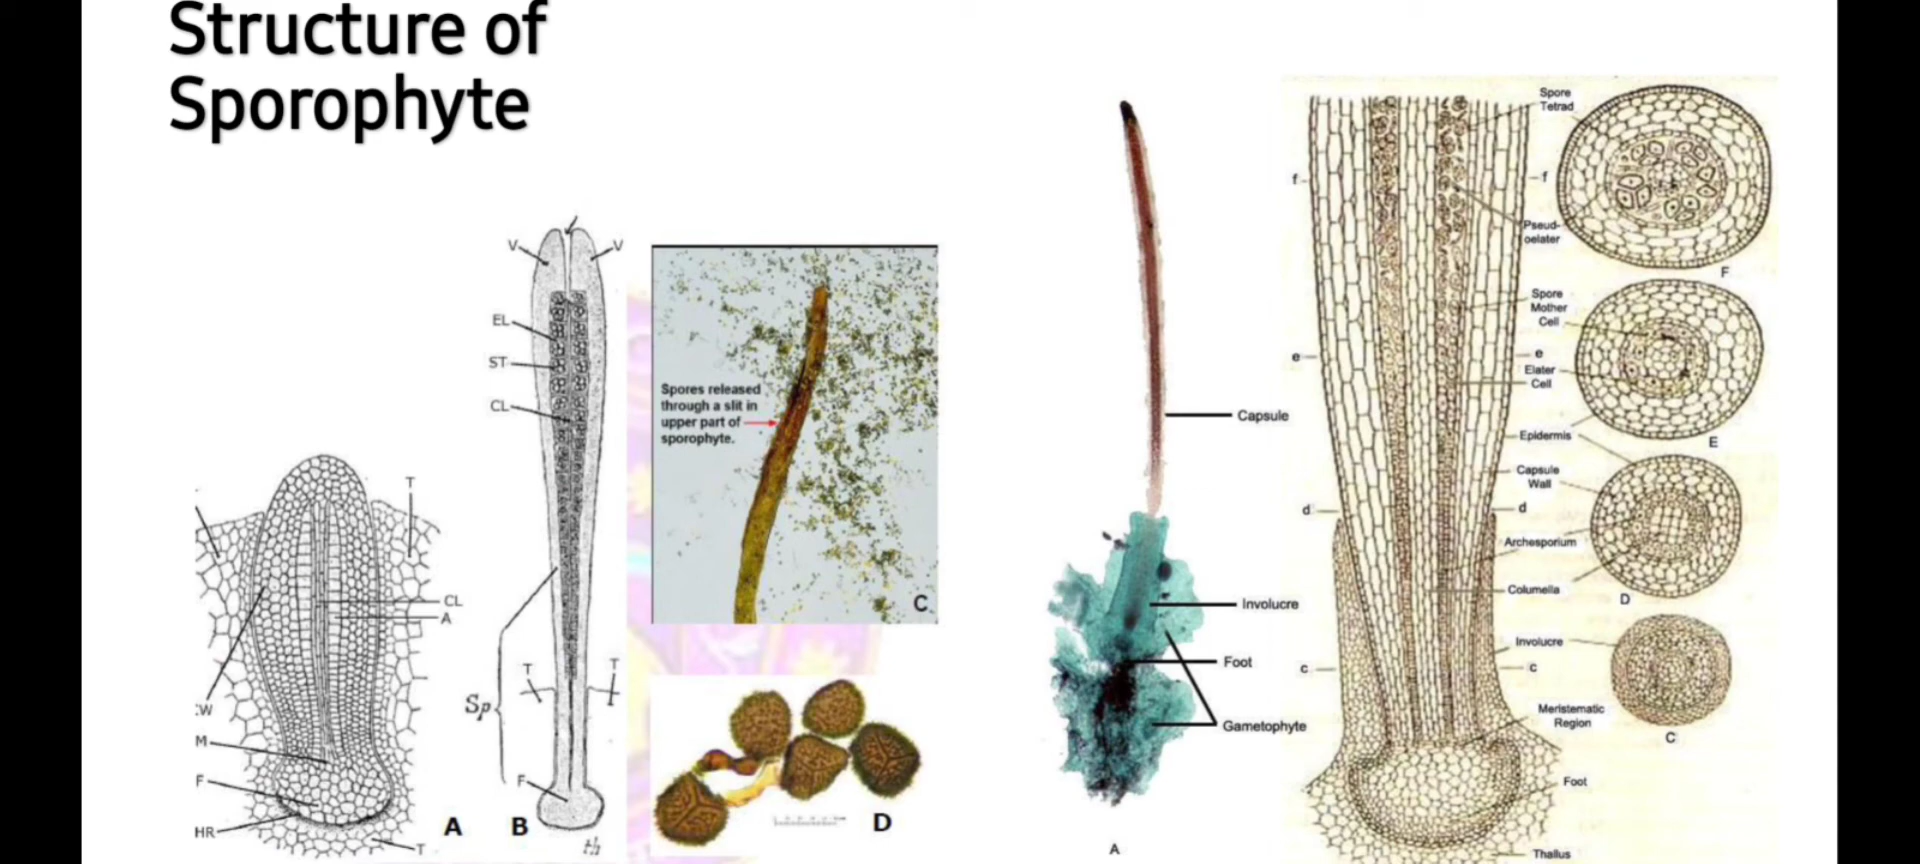 Structure of
Sporophyte
V
V
EL
ST
CL
T
CL
A
T
T
Sp
:W
M
F
HR
T
A
F
B
th
Spores released
through a slit in
upper part of
sporophyte.
C
D
Capsule
Involucre
Foot
Gametophyte
A
Spore
Tetrad
f
f
Pseud-
oelater
F
Spore
Mother
Cell
e
e
Elater
Cell
Epidermis
E
Capsule
Wall
d
d
Archesporium
Columella
D
Involucre
c
c
Meristematic
Region
C
Foot
Thallus